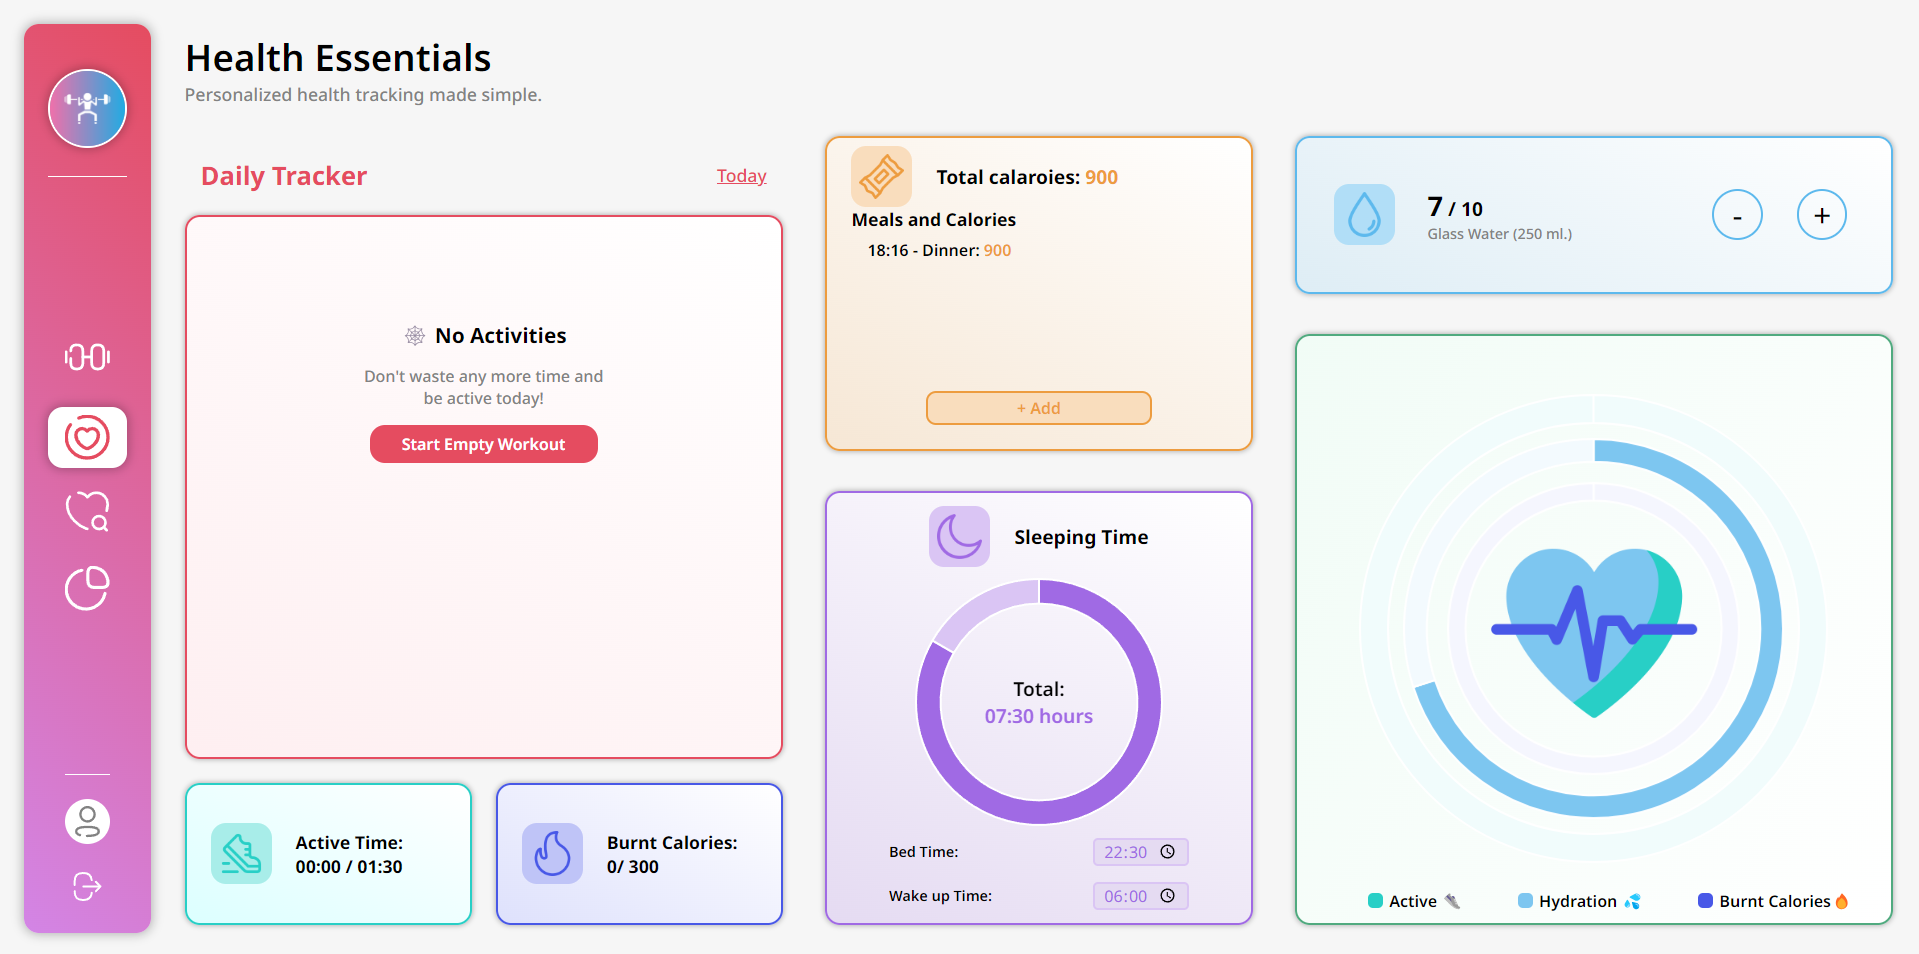 Health Essentials
Personalized health tracking made simple.
Daily Tracker
Today
No Activities
Don't waste any more time and
be active today!
Start Empty Workout
Active Time:
00:00 / 01:30
Burnt Calories:
0/ 300
Total calaroies: 900
Meals and Calories
18:16 - Dinner: 900
+ Add
Sleeping Time
Total:
07:30 hours
Bed Time:
22:30
Wake up Time:
06:00
7 / 10
Glass Water (250 ml.)
-
+
Active
Hydration
Burnt Calories